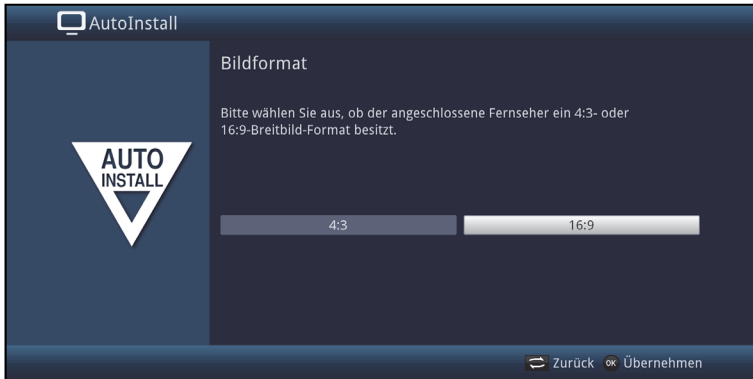 AutoInstall
Bildformat
Bitte wählen Sie aus, ob der angeschlossene Fernseher ein 4:3- oder
16:9-Breitbild-Format besitzt.
AUTO
INSTALL
4:3
16:9
Zurück OK Übernehmen